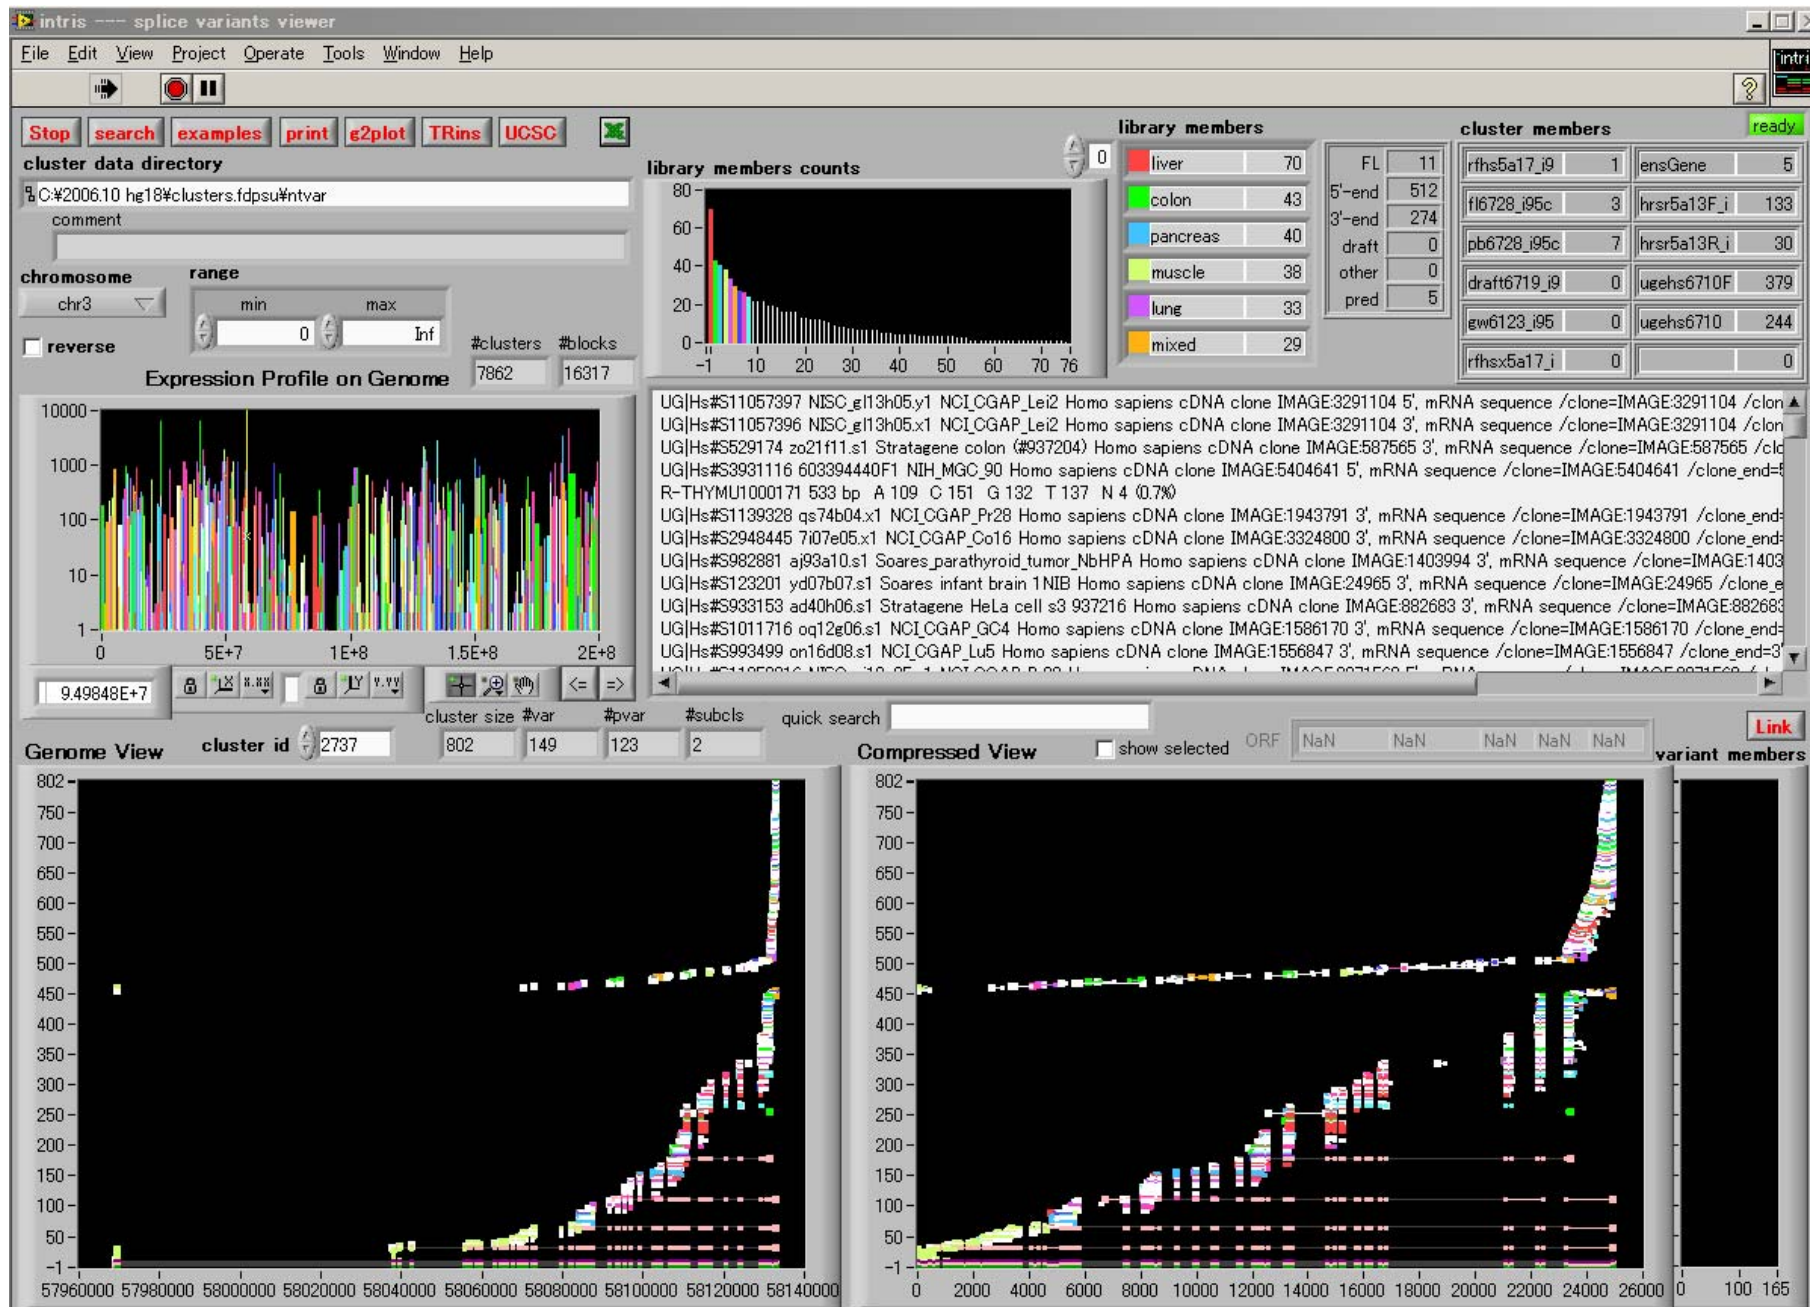 intris --- splice variants viewer
File Edit View Project Operate Tools Window Help
intri
Stop search examples print g2plot TRins UCSC
cluster data directory
C:¥2006.10 hg18¥clusters.fdpsu¥ntvar
comment
chromosome
chr3
range
min max
0 Inf
reverse
#clusters #blocks
7862 16317
library members counts
0
80
60
40
20
0
-1 10 20 30 40 50 60 70 76
library members
liver 70
colon 43
pancreas 40
muscle 38
lung 33
mixed 29
FL 11
5'-end 512
3'-end 274
draft 0
other 0
pred 5
cluster members
ready
rfhs5a17_i9 1 ensGene 5
fl6728_i95c 3 hrsr5a13F_i 133
pb6728_i95c 7 hrsr5a13R_i 30
draft6719_i9 0 ugehs6710F 379
gw6123_i95 0 ugehs6710 244
rfhsx5a17_i 0 0
Expression Profile on Genome
10000
1000
100
10
1
0 5E+7 1E+8 1.5E+8 2E+8
9.49848E+7
<= =>
UG|Hs#S11057397 NISC_gl13h05.y1 NCI_CGAP_Lei2 Homo sapiens cDNA clone IMAGE:3291104 5', mRNA sequence /clone=IMAGE:3291104 /clon
UG|Hs#S11057396 NISC_gl13h05.x1 NCI_CGAP_Lei2 Homo sapiens cDNA clone IMAGE:3291104 3', mRNA sequence /clone=IMAGE:3291104 /clon
UG|Hs#S529174 zo21f11.s1 Stratagene colon (#937204) Homo sapiens cDNA clone IMAGE:587565 3', mRNA sequence /clone=IMAGE:587565 /clo
UG|Hs#S3931116 603394440F1 NIH_MGC_90 Homo sapiens cDNA clone IMAGE:5404641 5', mRNA sequence /clone=IMAGE:5404641 /clone_end=5
R-THYMU1000171 533 bp A 109 C 151 G 132 T 137 N 4 (0.7%)
UG|Hs#S1139328 qs74b04.x1 NCI_CGAP_Pr28 Homo sapiens cDNA clone IMAGE:1943791 3', mRNA sequence /clone=IMAGE:1943791 /clone_end=
UG|Hs#S2948445 7i07e05.x1 NCI_CGAP_Co16 Homo sapiens cDNA clone IMAGE:3324800 3', mRNA sequence /clone=IMAGE:3324800 /clone_end=
UG|Hs#S982881 aj93a10.s1 Soares_parathyroid_tumor_NbHPA Homo sapiens cDNA clone IMAGE:1403994 3', mRNA sequence /clone=IMAGE:1403
UG|Hs#S123201 yd07b07.s1 Soares infant brain 1NIB Homo sapiens cDNA clone IMAGE:24965 3', mRNA sequence /clone=IMAGE:24965 /clone_e
UG|Hs#S933153 ad40h06.s1 Stratagene HeLa cell s3 937216 Homo sapiens cDNA clone IMAGE:882683 3', mRNA sequence /clone=IMAGE:882683
UG|Hs#S1011716 oq12g06.s1 NCI_CGAP_GC4 Homo sapiens cDNA clone IMAGE:1586170 3', mRNA sequence /clone=IMAGE:1586170 /clone_end=
UG|Hs#S993499 on16d08.s1 NCI_CGAP_Lu5 Homo sapiens cDNA clone IMAGE:1556847 3', mRNA sequence /clone=IMAGE:1556847 /clone_end=3'
Genome View
cluster id 2737
cluster size #var #pvar #subcls
802 149 123 2
quick search
Compressed View
show selected
ORF NaN NaN NaN NaN NaN
Link
variant members
802
750
700
650
600
550
500
450
400
350
300
250
200
150
100
50
-1
57960000 57980000 58000000 58020000 58040000 58060000 58080000 58100000 58120000 58140000
802
750
700
650
600
550
500
450
400
350
300
250
200
150
100
50
-1
0 2000 4000 6000 8000 10000 12000 14000 16000 18000 20000 22000 24000 26000
0 100 165